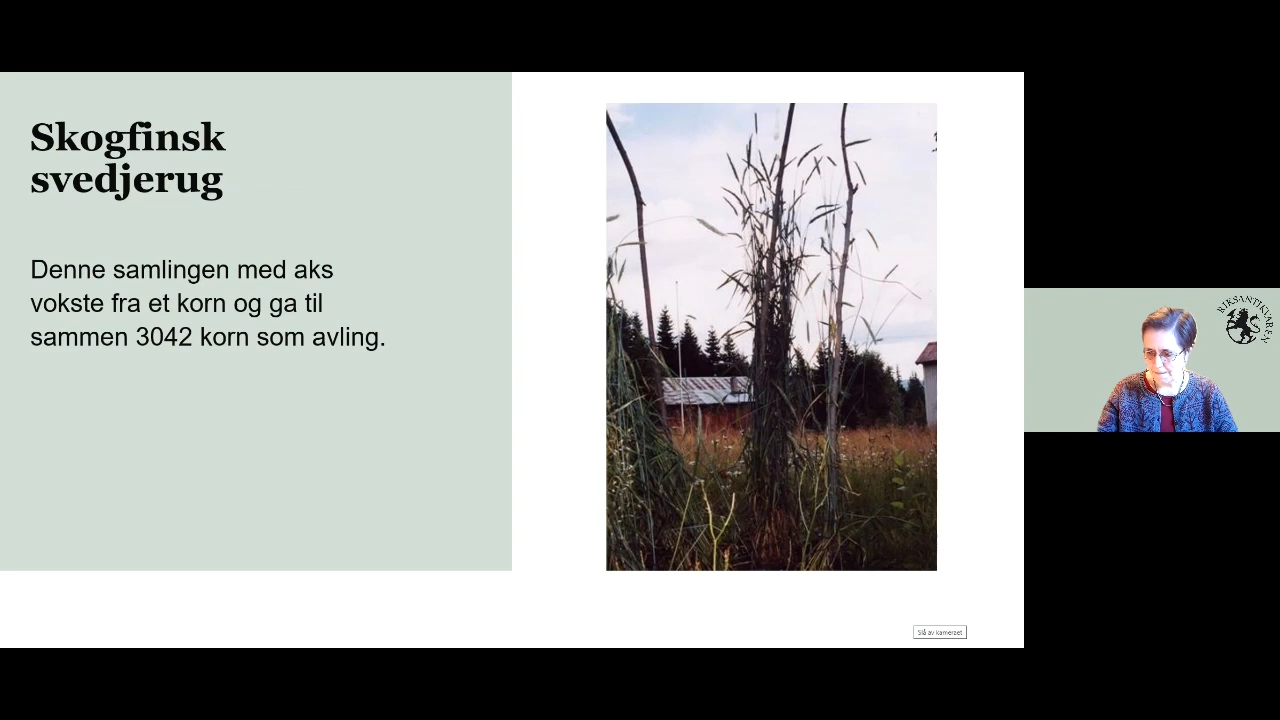 Skogfinsk
svedjerug
Denne samlingen med aks
vokste fra et korn og ga til
sammen 3042 korn som avling.
RIKSANTIKVAREN
Slå av kameraet